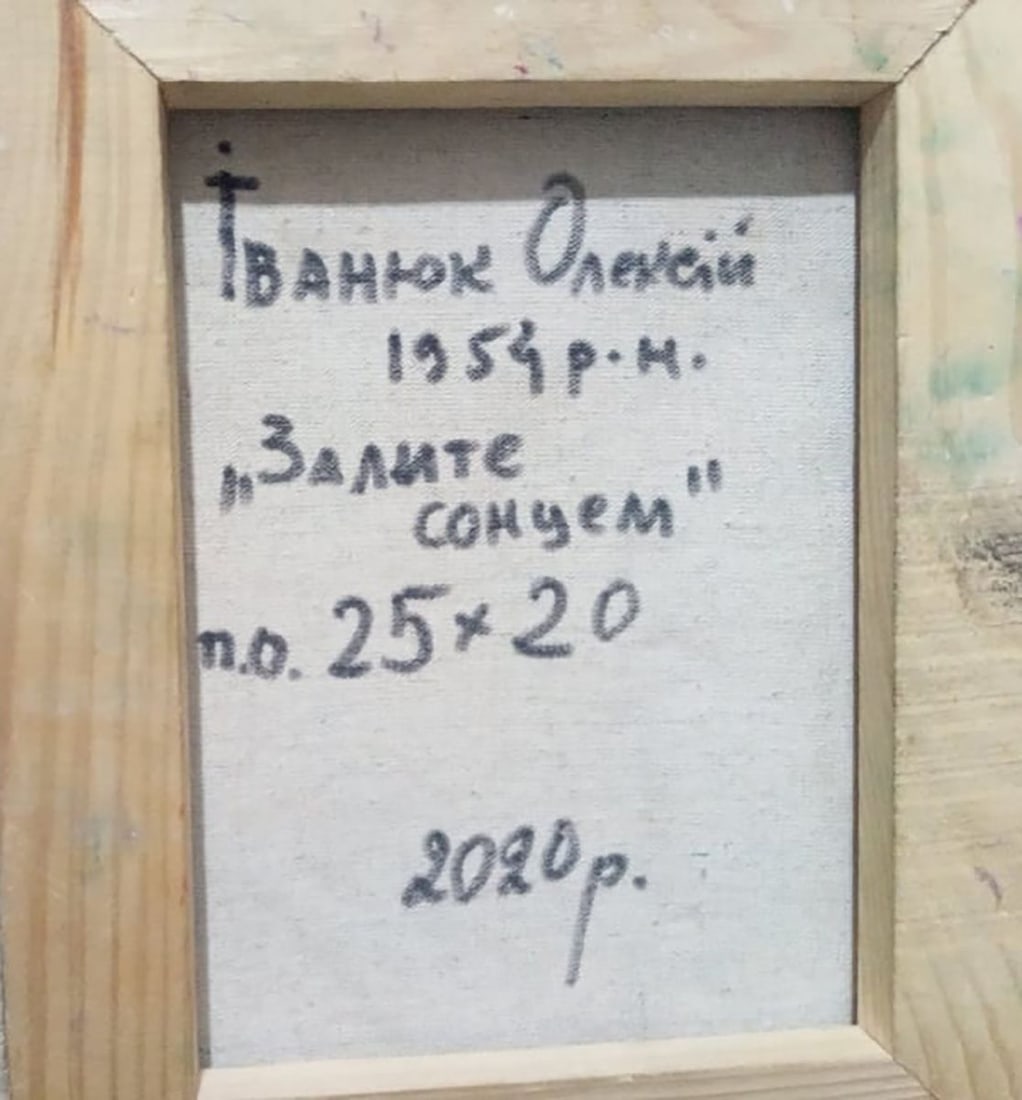 Іванюк Олексій
1954 р.н.
„Залите
сонцем"
п.о. 25×20
2020р.